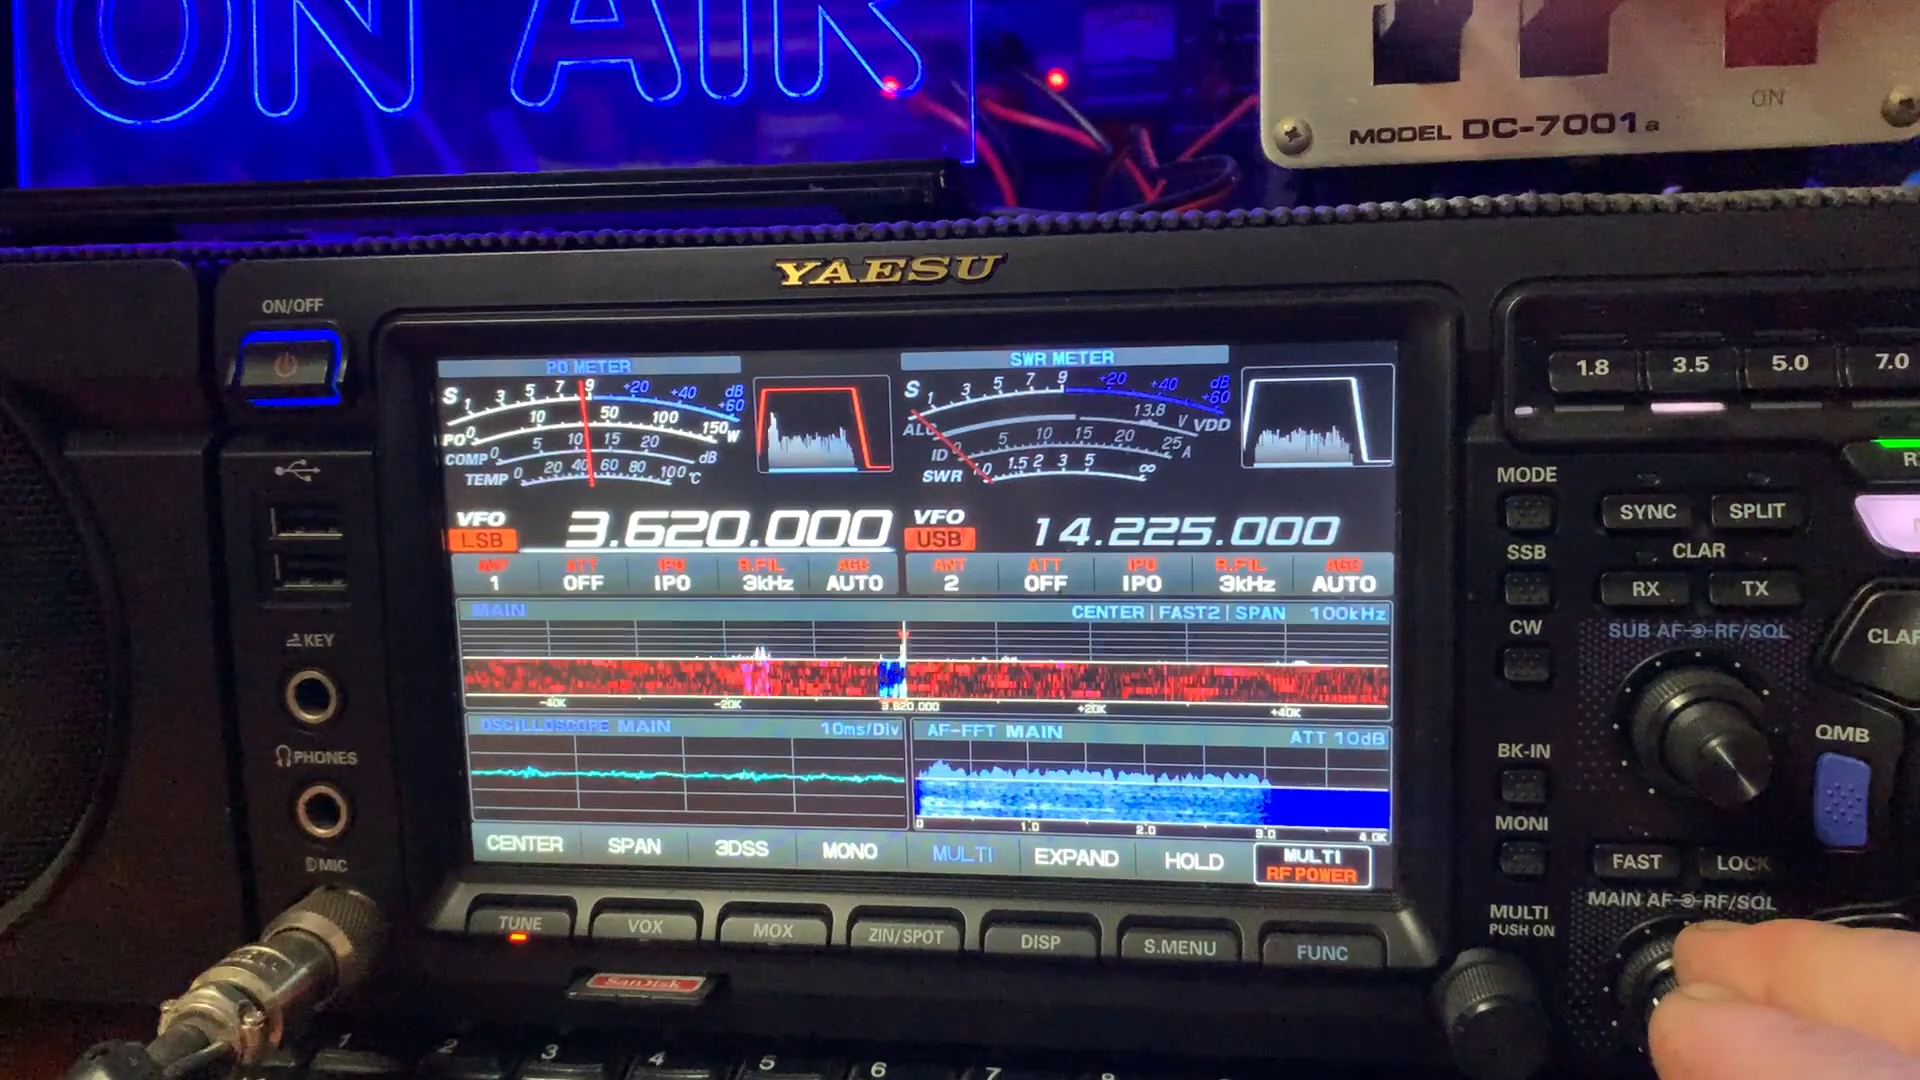 ON AIR
ON
MODEL DC-7001a
YAESU
ON/OFF
PO METER
S 1 3 5 7 9 +20 +40 +60 dB
PO 0 10 50 100 150 W
COMP 0 5 10 15 20 dB
TEMP 0 20 40 60 80 100 °C
SWR METER
S 1 3 5 7 9 +20 +40 +60 dB
ALC 13.8 V VDD
ID 0 5 10 15 20 25 A
SWR 1.5 2 3 5 ∞
1.8 3.5 5.0 7.0
VFO
LSB
3.620.000
VFO
USB
14.225.000
ANT ATT IPO R.FIL AGC
1 OFF IPO 3kHz AUTO
ANT ATT IPO R.FIL AGC
2 OFF IPO 3kHz AUTO
MAIN
CENTER | FAST2 | SPAN 100kHz
-40K -20K 3.620.000 +20K +40K
OSCILLOSCOPE MAIN 10ms/Div
AF-FFT MAIN ATT 10dB
0 1.0 2.0 3.0 4.0K
CENTER SPAN 3DSS MONO MULTI EXPAND HOLD
MULTI
RF POWER
TUNE VOX MOX ZIN/SPOT DISP S.MENU FUNC
KEY
PHONES
MIC
SanDisk
MODE
SSB
CW
BK-IN
MONI
MULTI
PUSH ON
SYNC SPLIT
CLAR
RX TX
SUB AF RF/SQL
QMB
FAST LOCK
MAIN AF RF/SQL
1 2 3 4 5 6 7